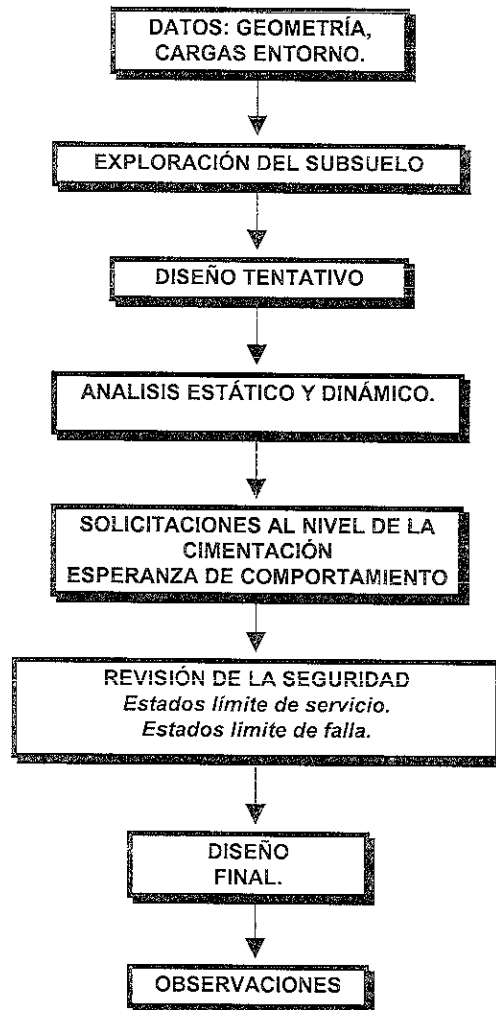 DATOS: GEOMETRÍA,
CARGAS ENTORNO.
EXPLORACIÓN DEL SUBSUELO
DISEÑO TENTATIVO
ANALISIS ESTÁTICO Y DINÁMICO.
SOLICITACIONES AL NIVEL DE LA
CIMENTACIÓN
ESPERANZA DE COMPORTAMIENTO
REVISIÓN DE LA SEGURIDAD
Estados límite de servicio.
Estados límite de falla.
DISEÑO
FINAL.
OBSERVACIONES